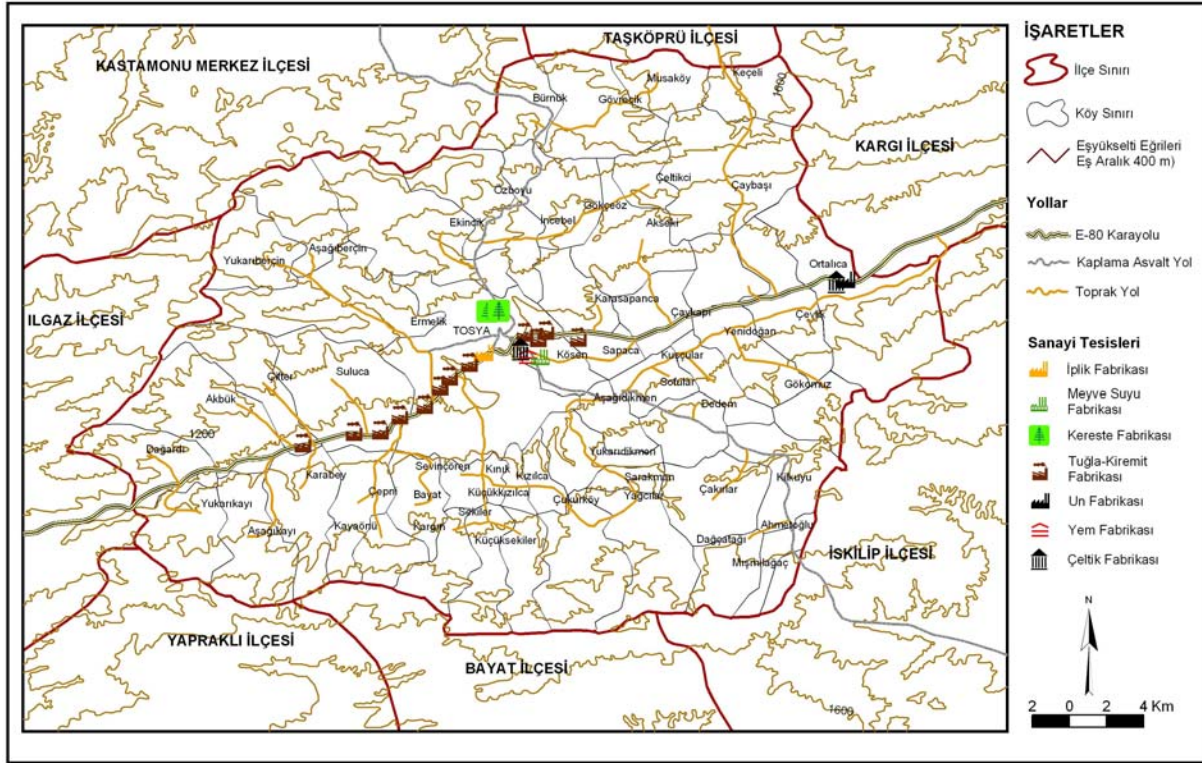 TAŞKÖPRÜ İLÇESİ
KASTAMONU MERKEZ İLÇESİ
Keçeli
Musaköy
1600
Bürnük
Gövrecik
KARGI İLÇESİ
Çeltikci
Özboyu
Çaybaşı
Gökçeöz
Ekincik
İncebel
Akseki
Aşağıberçin
Yukarıberçin
Ortalıca
Karasapanca
ILGAZ İLÇESİ
Ermelik
TOSYA
Çaykapı
Çevlik
Yenidoğan
Kösen
Sapaca
Kuşçular
Çifter
Suluca
Sofular
Gökomuz
Akbük
Aşağıdikmen
Dedem
1200
Dağardı
Yukarıdikmen
Sevinçören
Kınık
Kızılca
Sarakman
Kilkuyu
Karabey
Çepni
Bayat
Küçükkızılca
Çukurköy
Yağcılar
Çakırlar
Yukarıkayı
Sekiler
Aşağıkayı
Kayaönü
Kargın
Ahmetoğlu
Küçüksekiler
Dağçatağı
Mışmılağaç
İSKİLİP İLÇESİ
YAPRAKLI İLÇESİ
BAYAT İLÇESİ
1600
İŞARETLER
İlçe Sınırı
Köy Sınırı
Eşyükselti Eğrileri
Eş Aralık 400 m)
Yollar
E-80 Karayolu
Kaplama Asvalt Yol
Toprak Yol
Sanayi Tesisleri
İplik Fabrikası
Meyve Suyu
Fabrikası
Kereste Fabrikası
Tuğla-Kiremit
Fabrikası
Un Fabrikası
Yem Fabrikası
Çeltik Fabrikası
N
2 0 2 4 Km